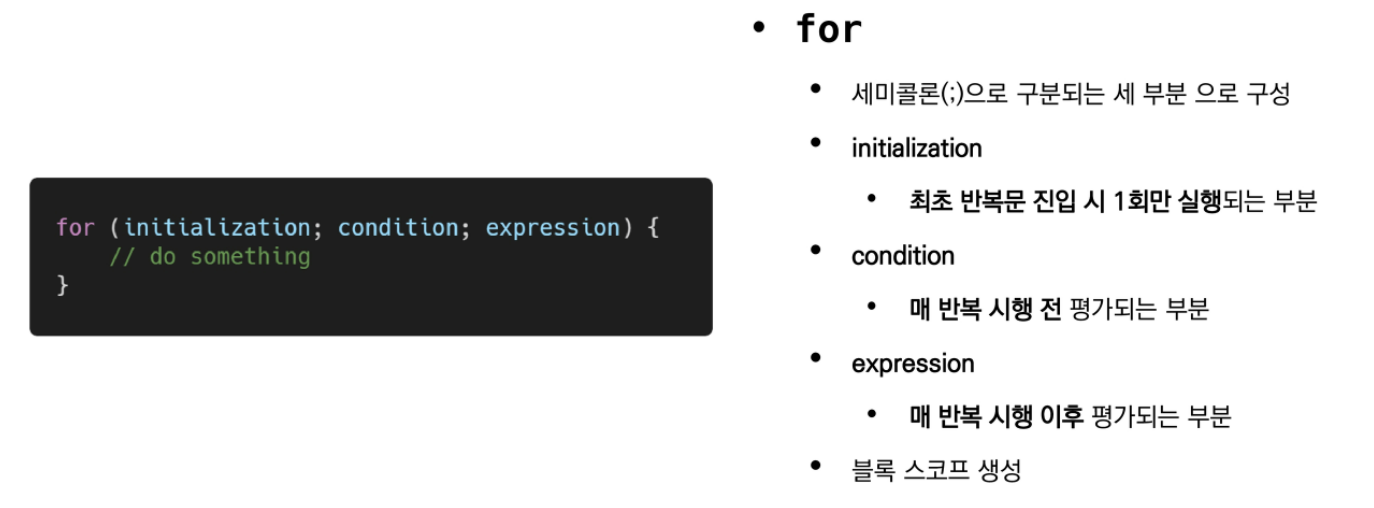 for (initialization; condition; expression) {
    // do something
}
• for
• 세미콜론(;)으로 구분되는 세 부분 으로 구성
• initialization
• 최초 반복문 진입 시 1회만 실행되는 부분
• condition
• 매 반복 시행 전 평가되는 부분
• expression
• 매 반복 시행 이후 평가되는 부분
• 블록 스코프 생성